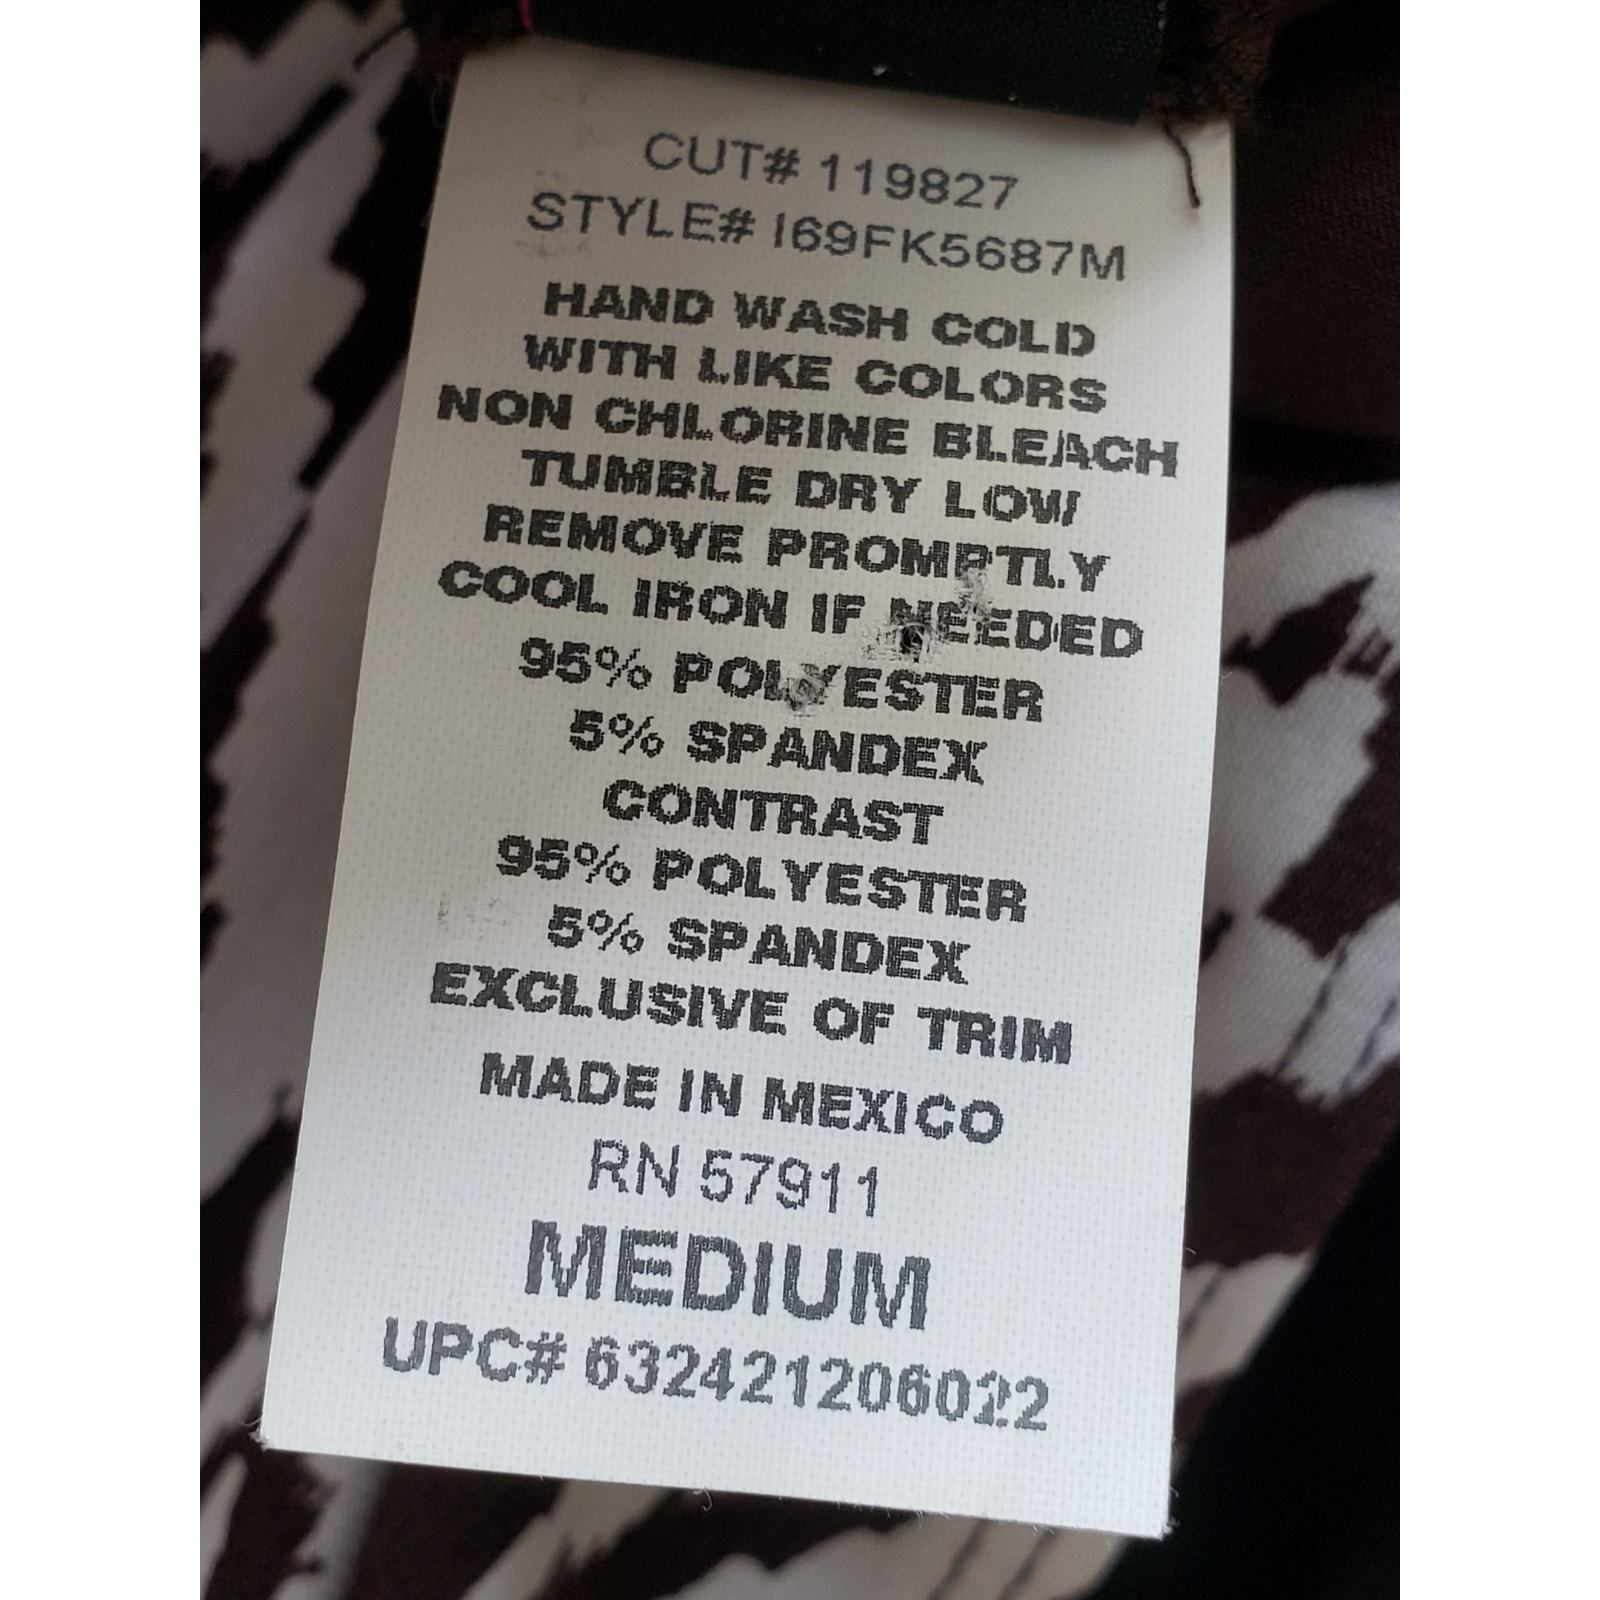 CUT# 119827
STYLE# I69FK5687M
HAND WASH COLD
WITH LIKE COLORS
NON CHLORINE BLEACH
TUMBLE DRY LOW
REMOVE PROMPTLY
COOL IRON IF NEEDED
95% POLYESTER
5% SPANDEX
CONTRAST
95% POLYESTER
5% SPANDEX
EXCLUSIVE OF TRIM
MADE IN MEXICO
RN 57911
MEDIUM
UPC# 632421206022